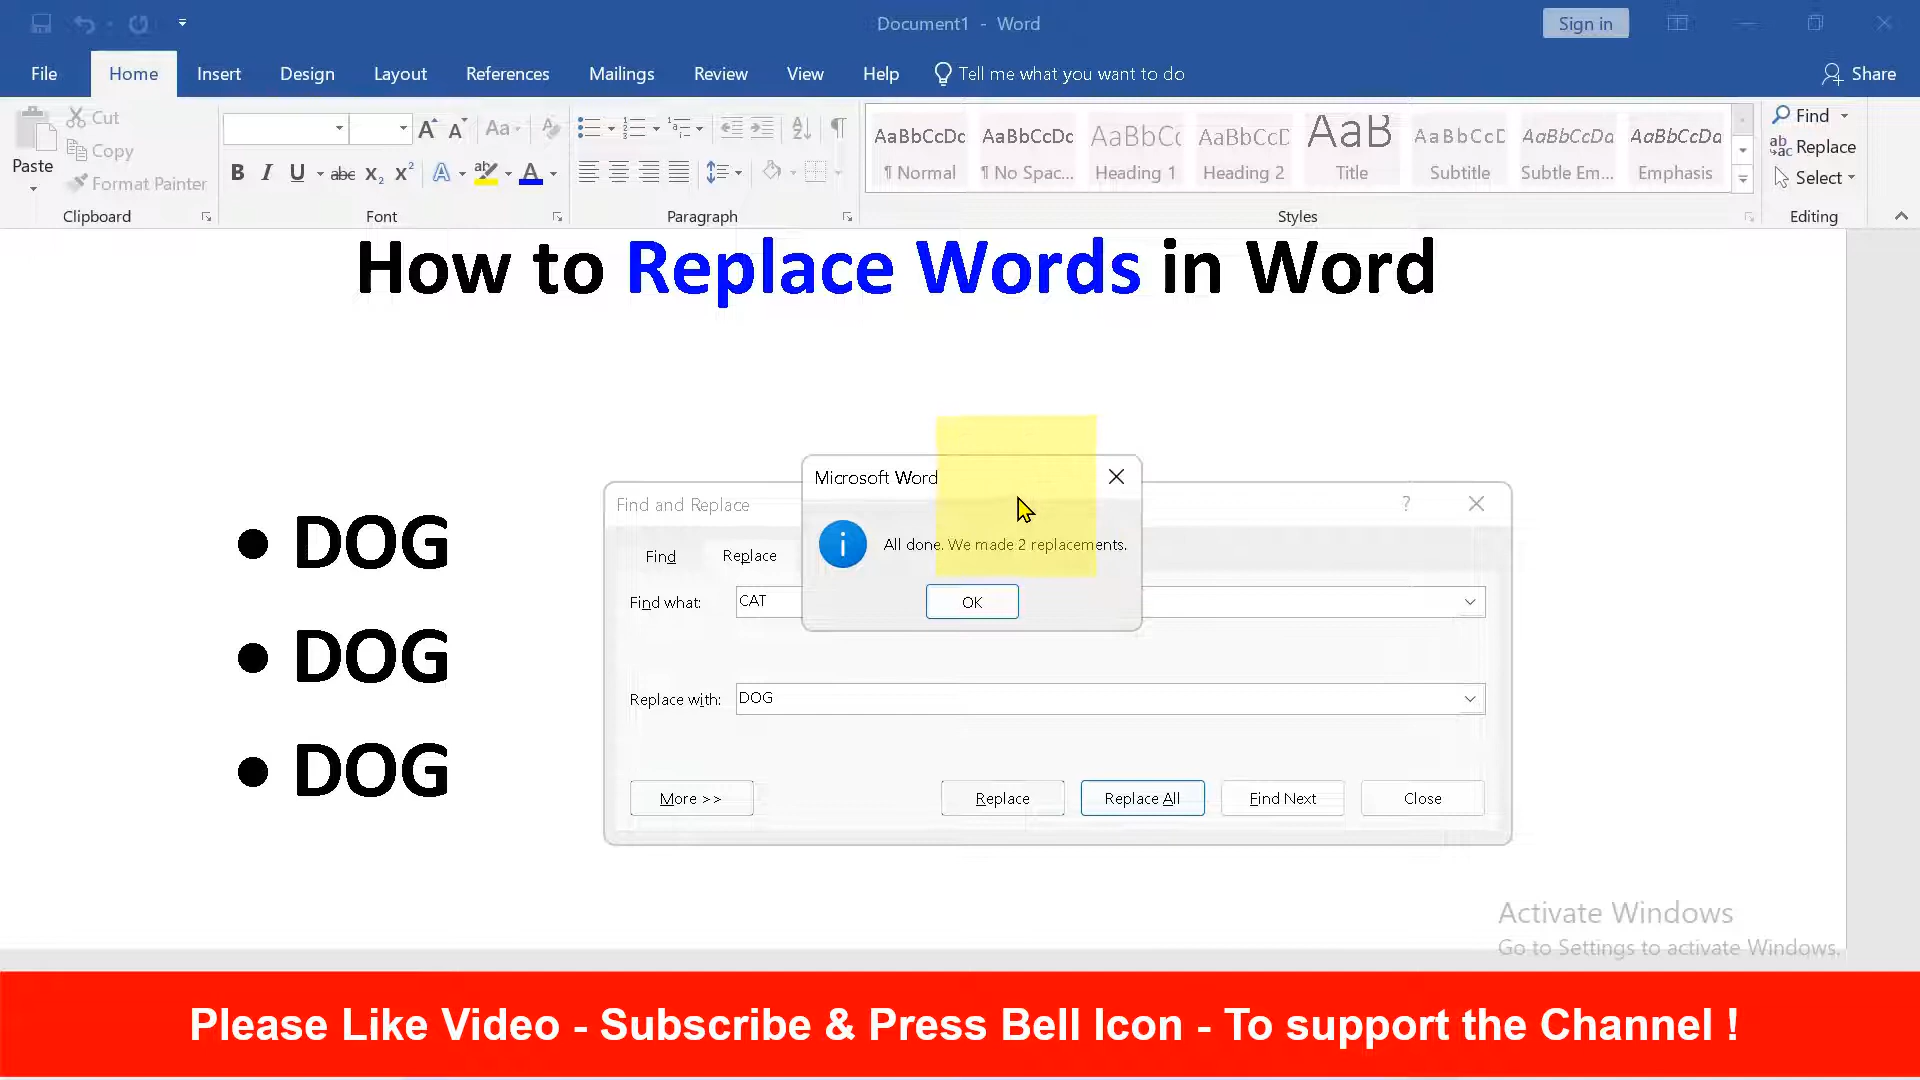 Document1 - Word
Sign in
File Home Insert Design Layout References Mailings Review View Help Tell me what you want to do Share
Paste
Cut
Copy
Format Painter
Clipboard
B I U abc X₂ X² A ab A
Aa
Font
Paragraph
AaBbCcDc AaBbCcDc AaBbCc AaBbCcD AaB AaBbCcD AaBbCcDa AaBbCcDa
¶ Normal ¶ No Spac... Heading 1 Heading 2 Title Subtitle Subtle Em... Emphasis
Styles
Find
Replace
Select
Editing
How to Replace Words in Word
• DOG
• DOG
• DOG
Find and Replace
? 
Find Replace
Find what: CAT
Replace with: DOG
More >> Replace Replace All Find Next Close
Microsoft Word
All done. We made 2 replacements.
OK
Activate Windows
Go to Settings to activate Windows.
Please Like Video - Subscribe & Press Bell Icon - To support the Channel !